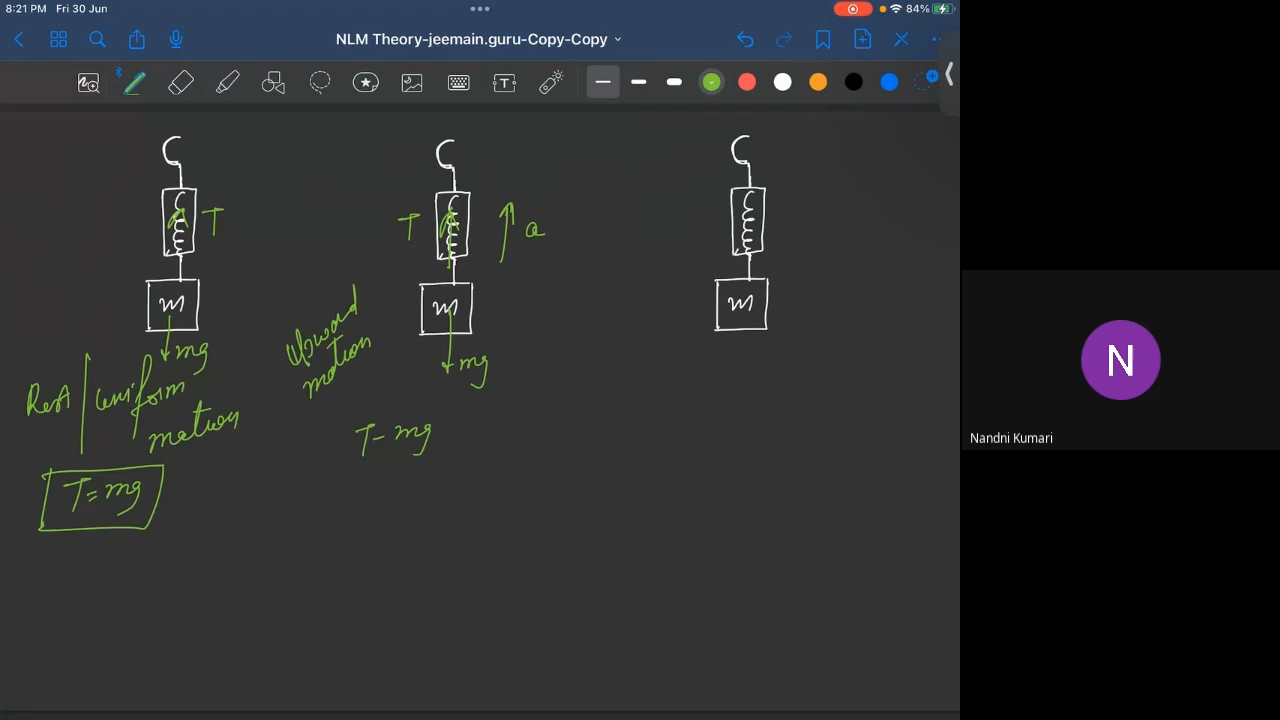 8:21 PM Fri 30 Jun
84%
NLM Theory-jeemain.guru-Copy-Copy
T
m
mg
Rest
uniform
motion
T=mg
T
a
m
mg
Upward
motion
T-mg
m
N
Nandni Kumari